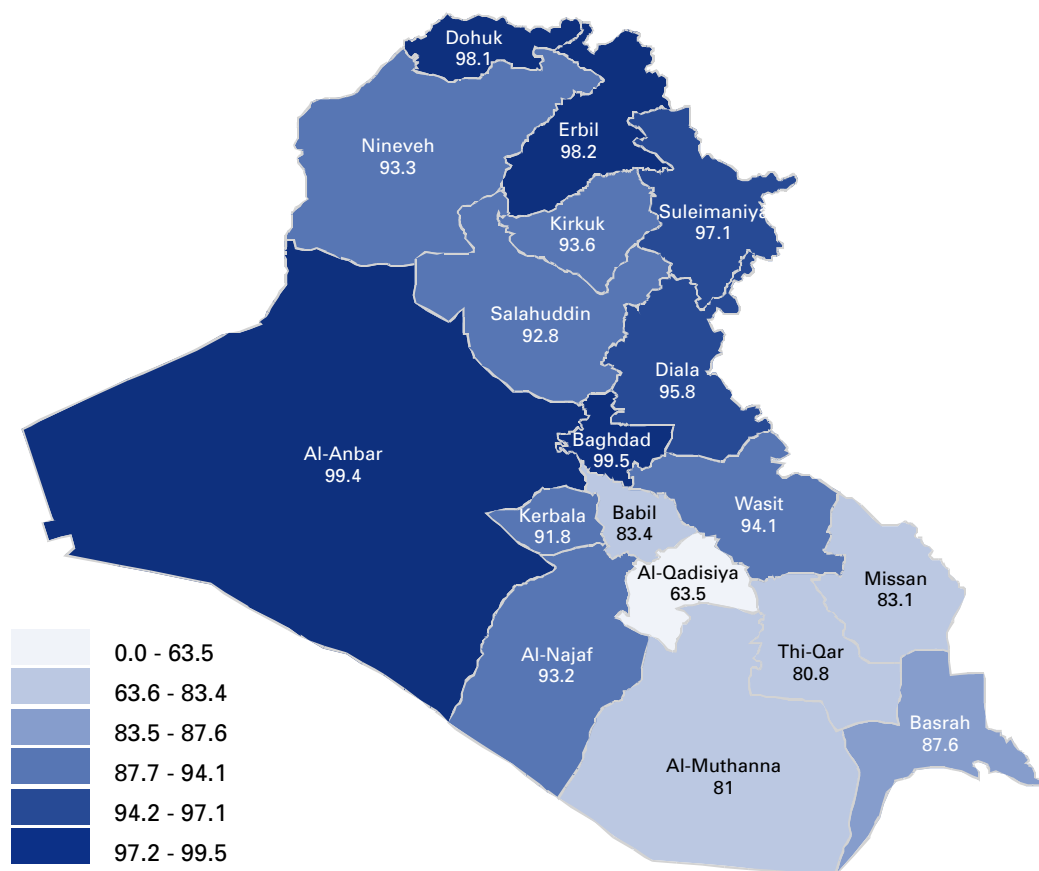 Dohuk
98.1
Erbil
98.2
Nineveh
93.3
Suleimaniya
97.1
Kirkuk
93.6
Salahuddin
92.8
Diala
95.8
Baghdad
99.5
Al-Anbar
99.4
Wasit
94.1
Kerbala
91.8
Babil
83.4
Al-Qadisiya
63.5
Missan
83.1
Al-Najaf
93.2
Thi-Qar
80.8
Basrah
87.6
Al-Muthanna
81
0.0 - 63.5
63.6 - 83.4
83.5 - 87.6
87.7 - 94.1
94.2 - 97.1
97.2 - 99.5